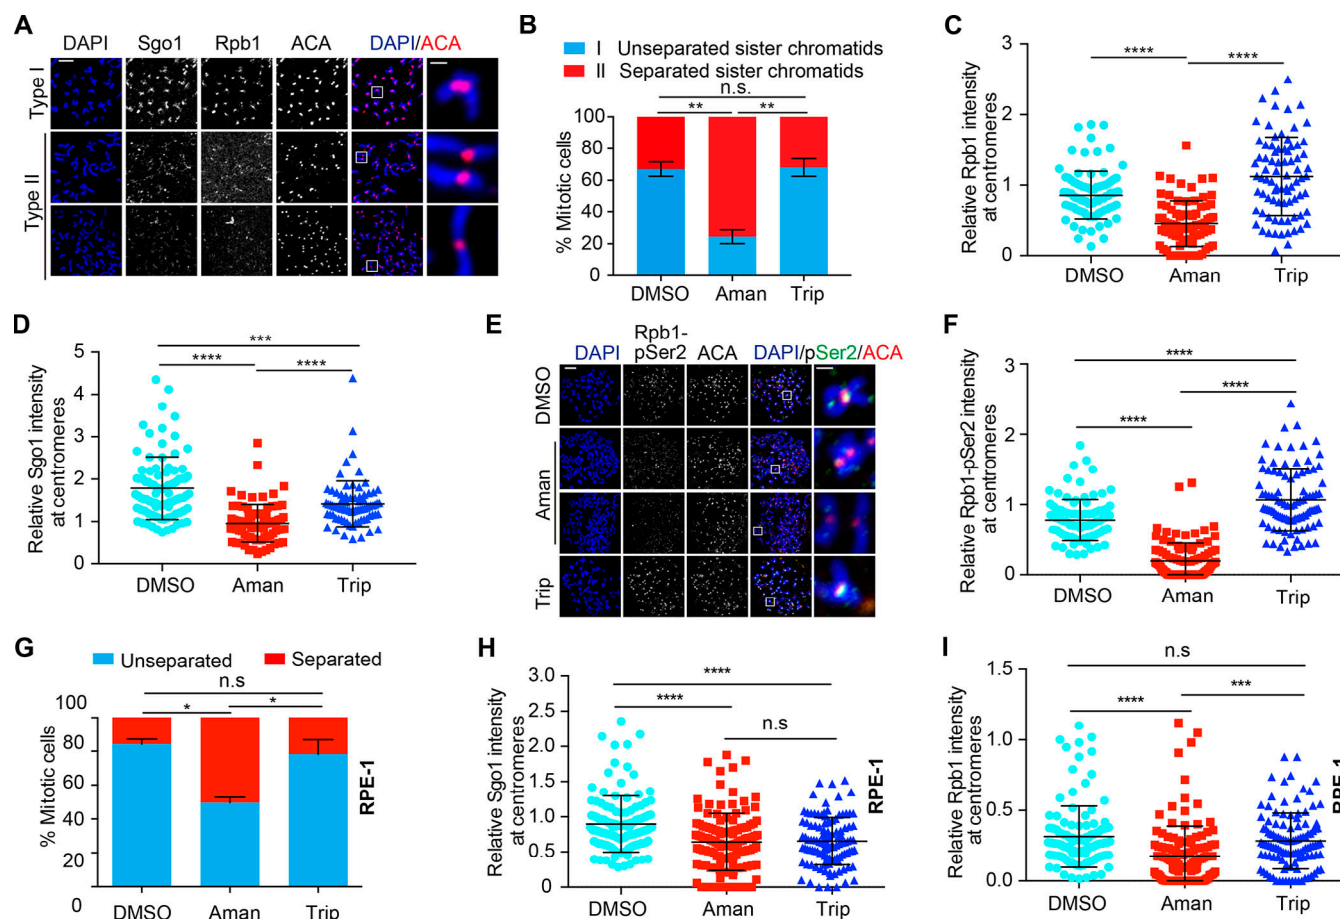 A
DAPI Sgo1 Rpb1 ACA DAPI/ACA
Type I
Type II
B
I Unseparated sister chromatids
II Separated sister chromatids
n.s.
** **
% Mitotic cells
100
80
60
40
20
0
DMSO Aman Trip
C
Relative Rpb1 intensity
at centromeres
**** ****
3
2
1
0
DMSO Aman Trip
D
Relative Sgo1 intensity
at centromeres
***
**** ****
5
4
3
2
1
0
DMSO Aman Trip
E
Rpb1-
DAPI pSer2 ACA DAPI/pSer2/ACA
DMSO
Aman
Trip
F
Relative Rpb1-pSer2 intensity
at centromeres
****
****
****
3
2
1
0
DMSO Aman Trip
G
Unseparated Separated
n.s
* *
% Mitotic cells
100
80
60
40
20
0
DMSO Aman Trip
RPE-1
H
Relative Sgo1 intensity
at centromeres
****
****
n.s
3.0
2.5
2.0
1.5
1.0
0.5
0
DMSO Aman Trip
RPE-1
I
Relative Rpb1 intensity
at centromeres
n.s
**** ***
1.5
1.0
0.5
0.0
DMSO Aman Trip